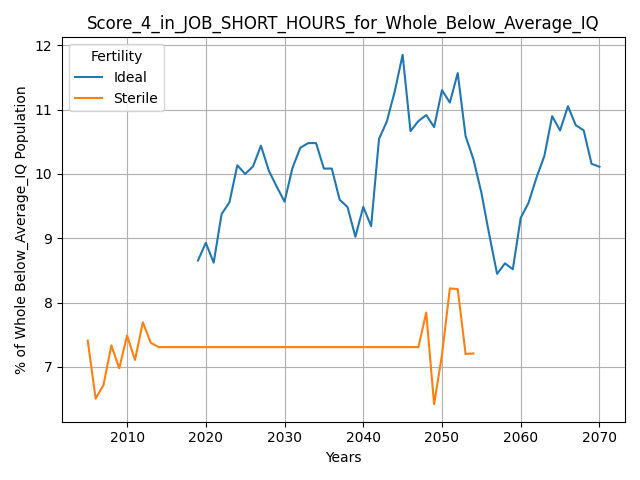 Score_4_in_JOB_SHORT_HOURS_for_Whole_Below_Average_IQ
Fertility
Ideal
Sterile
% of Whole Below_Average_IQ Population
12
11
10
9
8
7
2010 2020 2030 2040 2050 2060 2070
Years